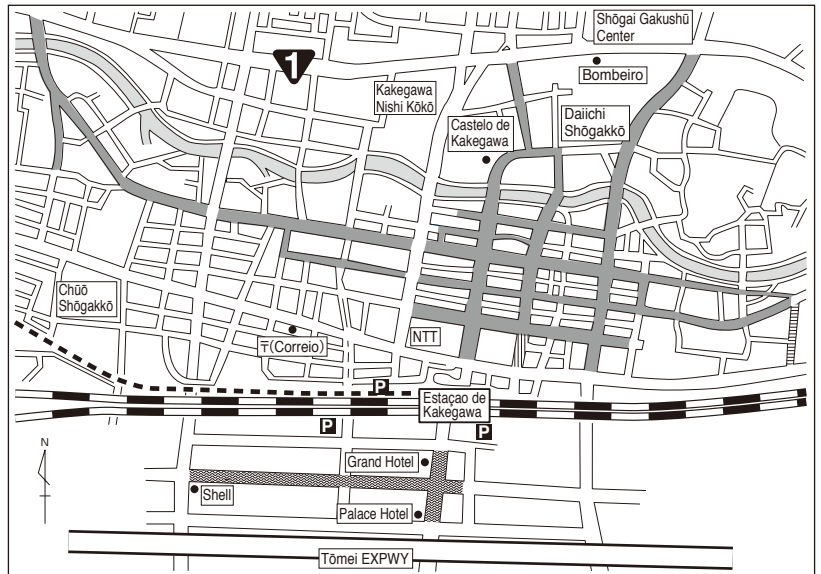 Shōgai Gakushū
Center
Bombeiro
1
Kakegawa
Nishi Kōkō
Castelo de
Kakegawa
Daiichi
Shōgakkō
Chūō
Shōgakkō
〒(Correio)
NTT
P
Estaçao de
Kakegawa
P
P
N
Grand Hotel
Shell
Palace Hotel
Tōmei EXPWY